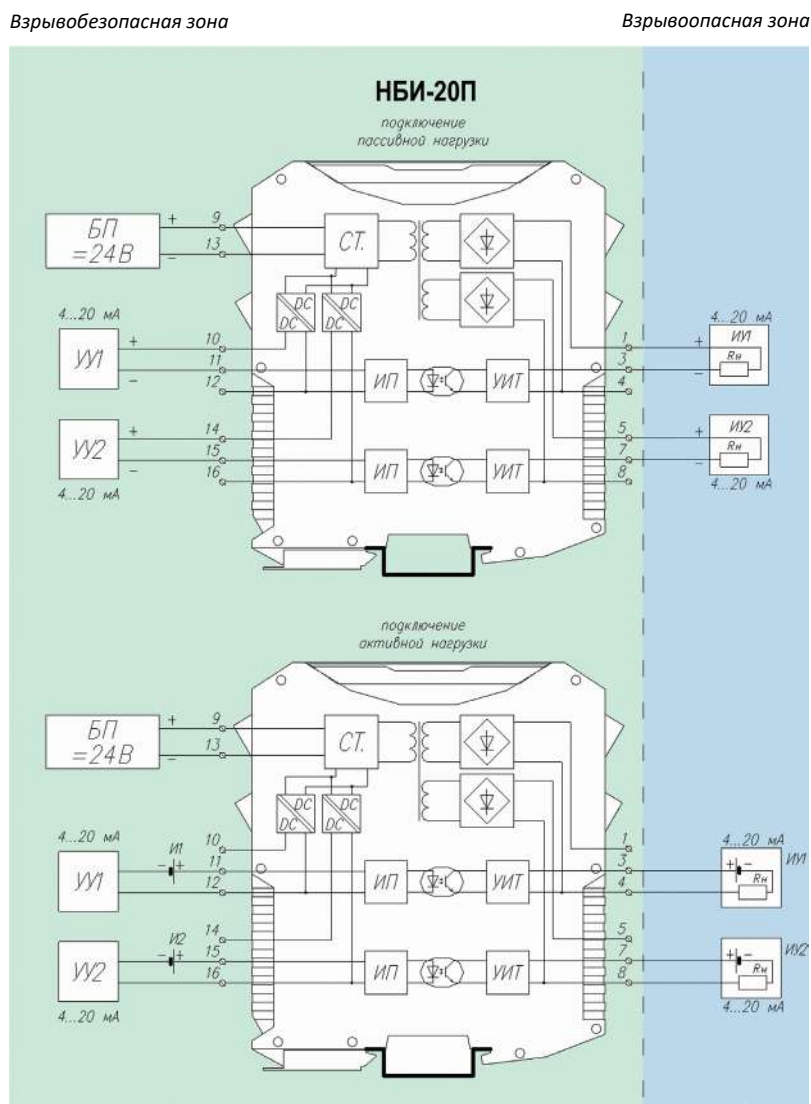 Взрывобезопасная зона
Взрывоопасная зона
НБИ-20П
подключение
пассивной нагрузки
БП
=24В
+
9
–
13
СТ.
DC
DC
DC
DC
4...20 мА
УУ1
+
10
11
–
12
ИП
УИТ
1
3
4
+
–
4...20 мА
ИУ1
Rн
УУ2
+
14
15
–
16
4...20 мА
ИП
УИТ
5
7
8
+
–
ИУ2
Rн
4...20 мА
подключение
активной нагрузки
БП
=24В
+
9
–
13
СТ.
DC
DC
DC
DC
4...20 мА
УУ1
И1
– +
10
11
12
ИП
УИТ
1
3
4
4...20 мА
+ –
ИУ1
Rн
УУ2
И2
– +
14
15
16
4...20 мА
ИП
УИТ
5
7
8
+ –
ИУ2
Rн
4...20 мА